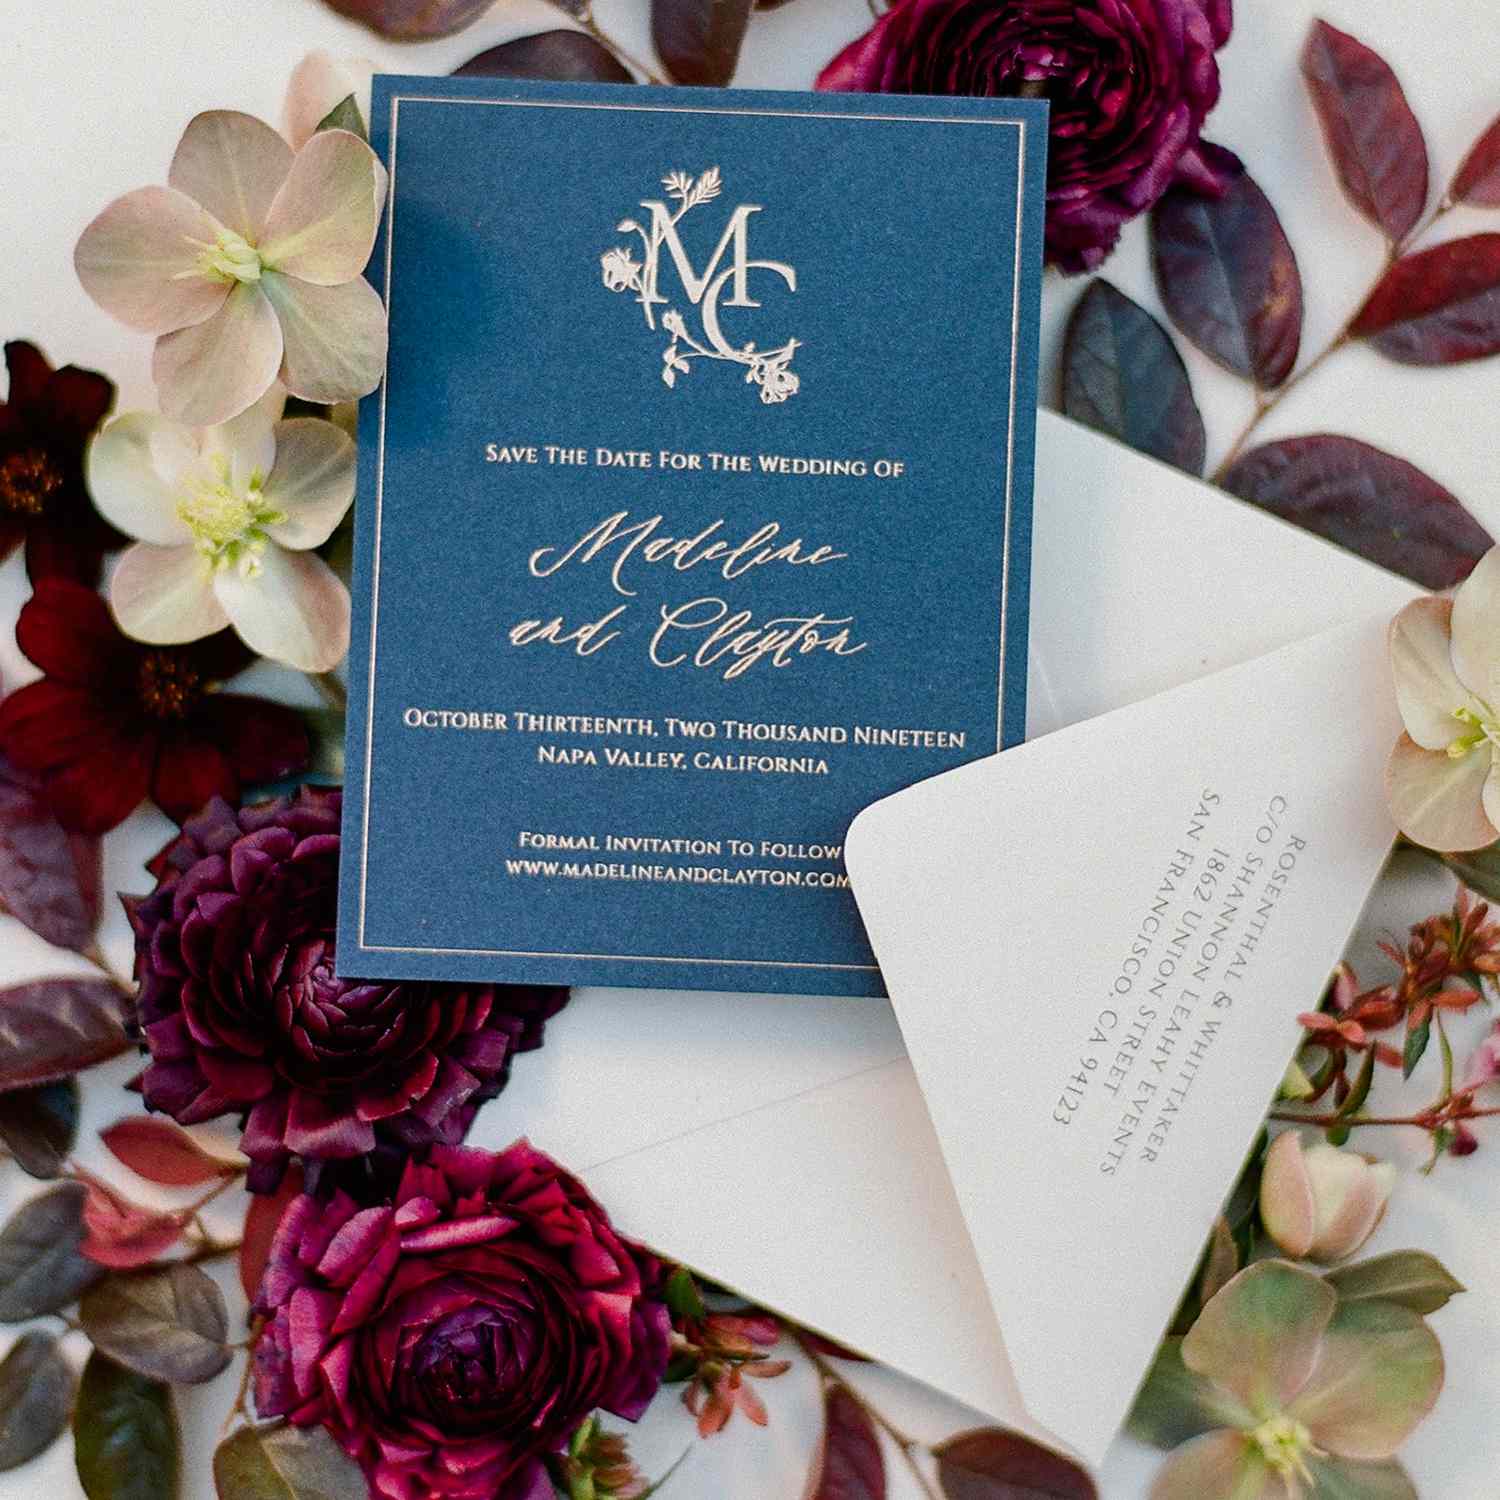 MC
Save The Date For The Wedding Of
Madeline
and Clayton
October Thirteenth, Two Thousand Nineteen
Napa Valley, California
Formal Invitation To Follow
www.madelineandclayton.com
ROSENTHAL & WHITTAKER
C/O SHANNON LEAHY EVENTS
1862 UNION STREET
SAN FRANCISCO, CA 94123